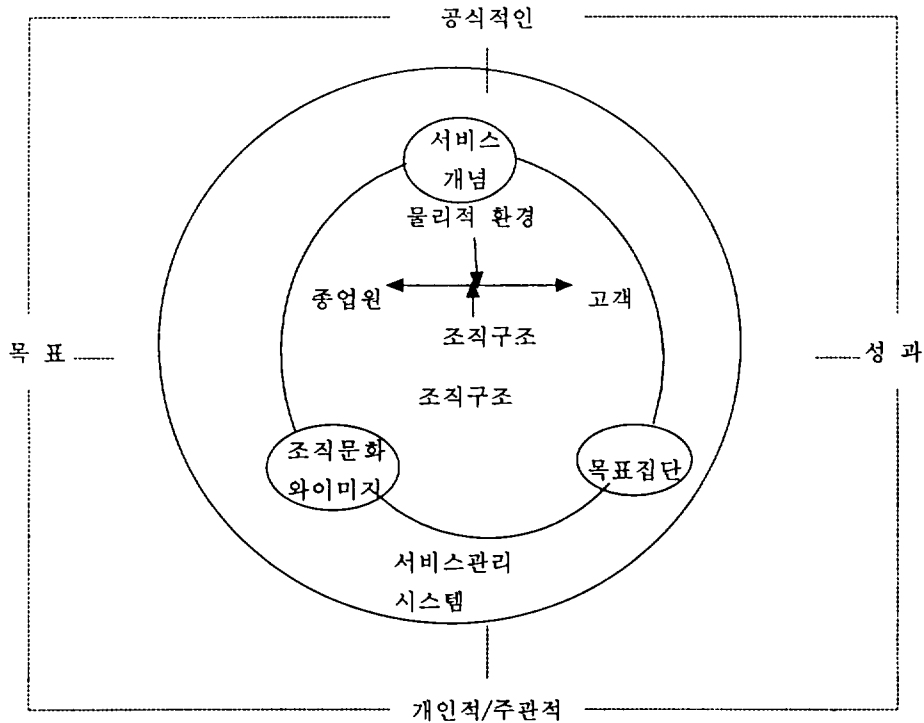 공식적인
서비스
개념
물리적 환경
종업원
고객
조직구조
목 표
성 과
조직구조
조직문화
와이미지
목표집단
서비스관리
시스템
개인적/주관적